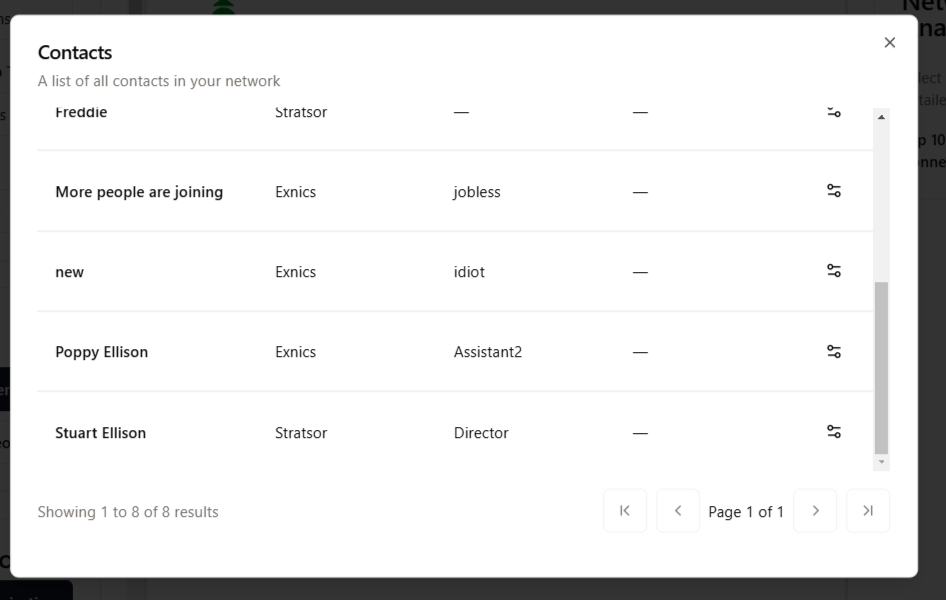 Contacts
A list of all contacts in your network
Freddie Stratsor — —
More people are joining Exnics jobless —
new Exnics idiot —
Poppy Ellison Exnics Assistant2 —
Stuart Ellison Stratsor Director —
Showing 1 to 8 of 8 results Page 1 of 1